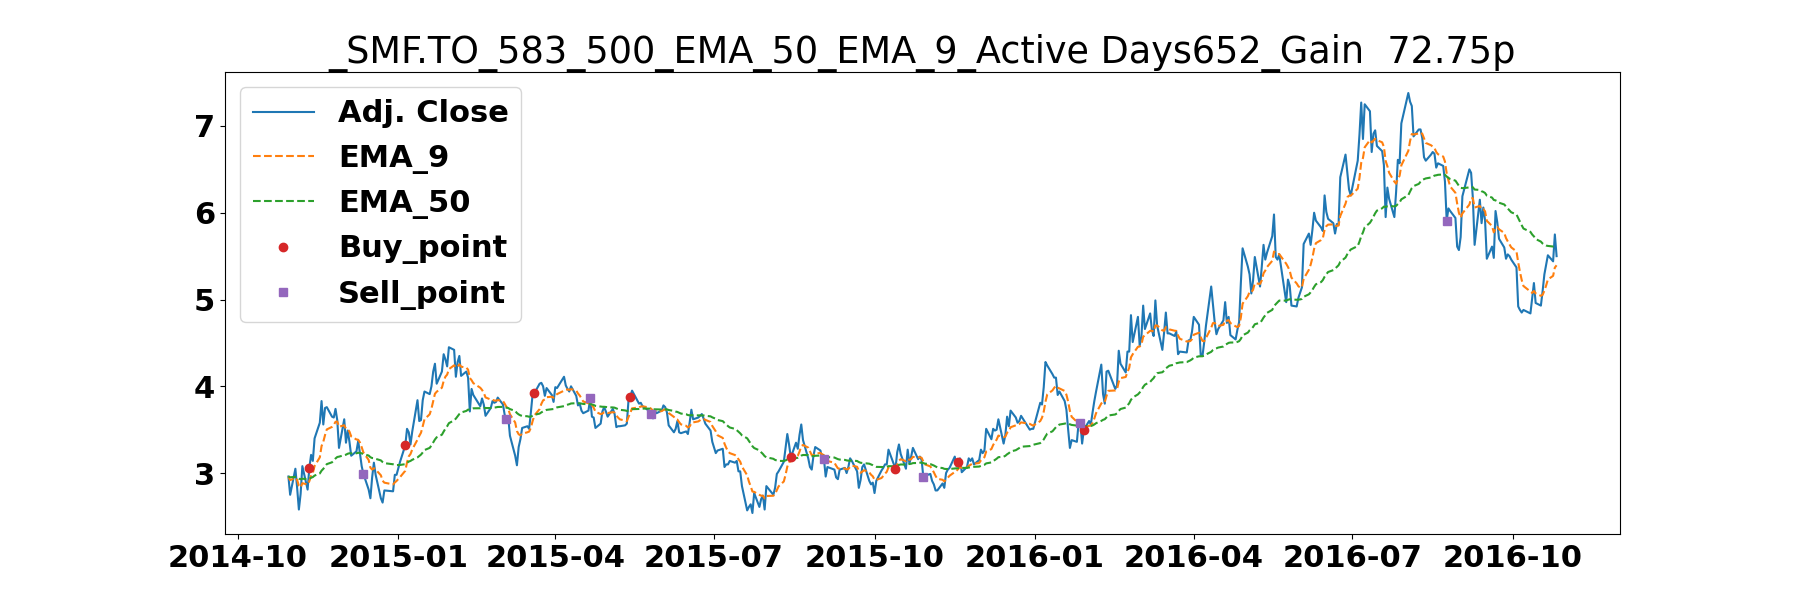 _SMF.TO_583_500_EMA_50_EMA_9_Active Days652_Gain  72.75p
Adj. Close
EMA_9
EMA_50
Buy_point
Sell_point
7
6
5
4
3
2014-10 2015-01 2015-04 2015-07 2015-10 2016-01 2016-04 2016-07 2016-10